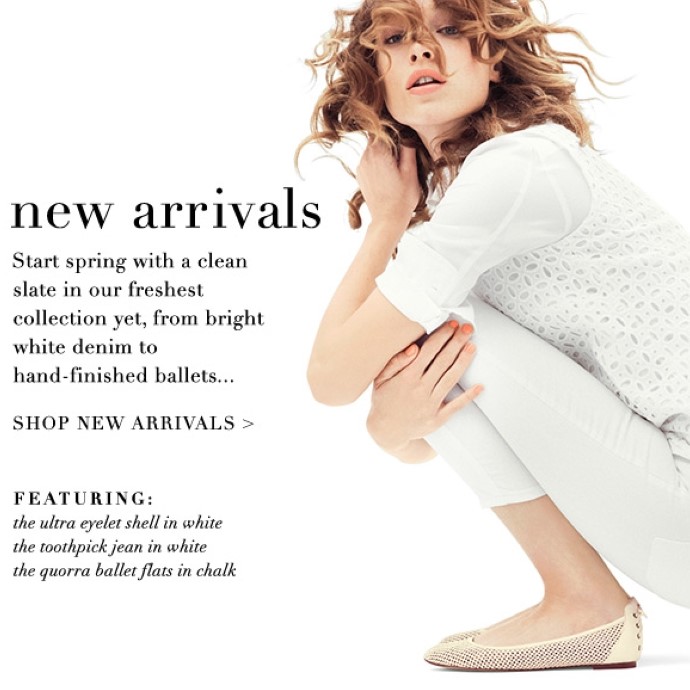 new arrivals
Start spring with a clean
slate in our freshest
collection yet, from bright
white denim to
hand-finished ballets...
SHOP NEW ARRIVALS >
FEATURING:
the ultra eyelet shell in white
the toothpick jean in white
the quorra ballet flats in chalk